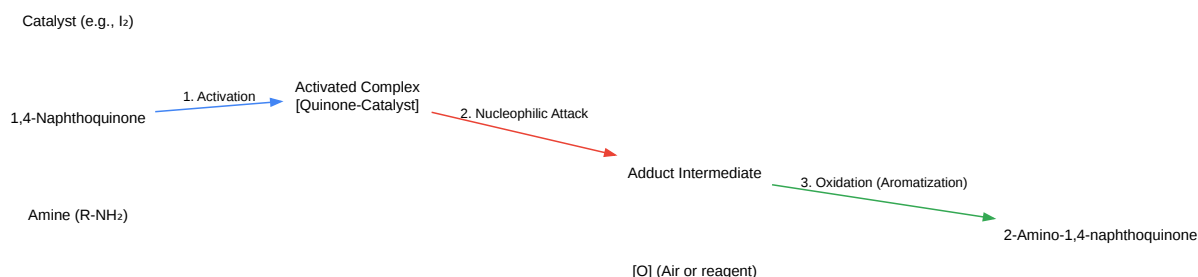 Catalyst (e.g., I₂)
1. Activation
Activated Complex
[Quinone-Catalyst]
1,4-Naphthoquinone
2. Nucleophilic Attack
Adduct Intermediate
3. Oxidation (Aromatization)
Amine (R-NH₂)
2-Amino-1,4-naphthoquinone
[O] (Air or reagent)